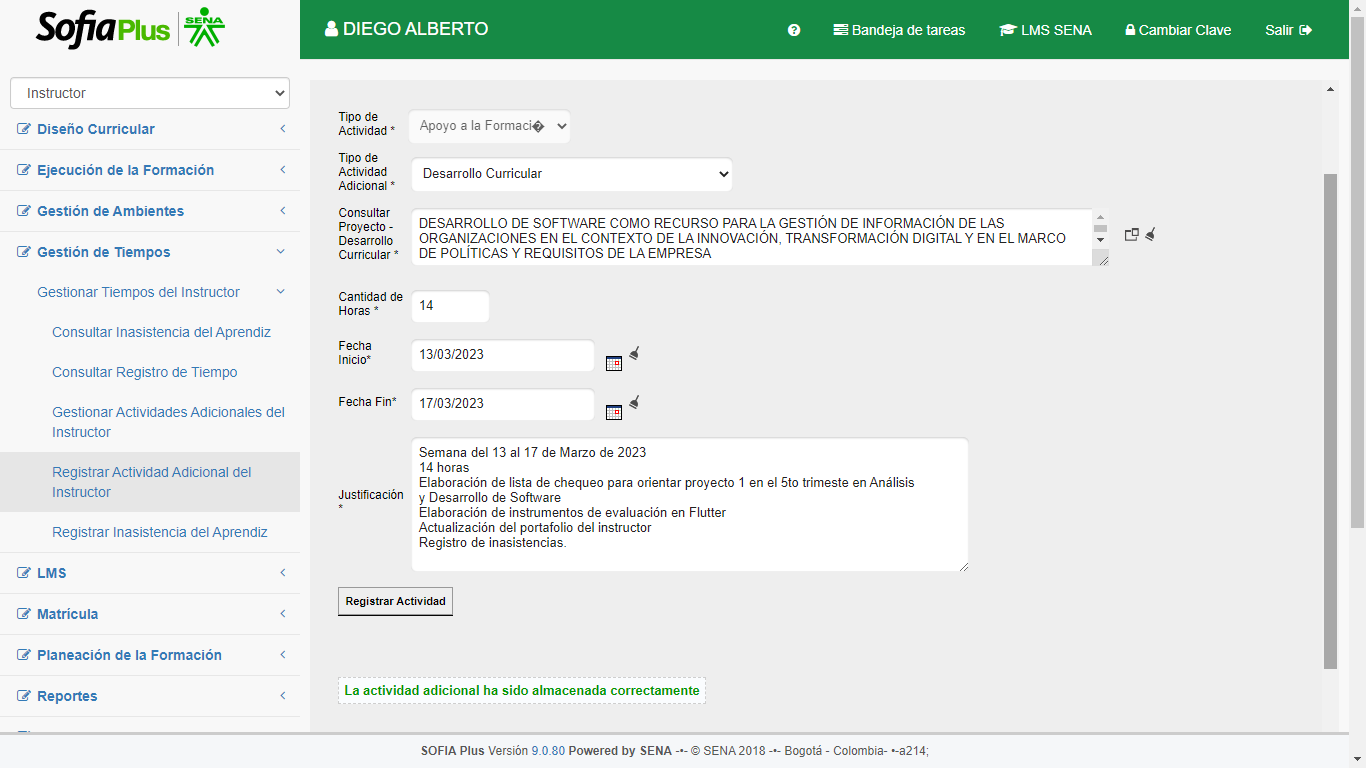 SofiaPlus SENA
DIEGO ALBERTO
Bandeja de tareas
LMS SENA
Cambiar Clave
Salir
Instructor
Diseño Curricular
Ejecución de la Formación
Gestión de Ambientes
Gestión de Tiempos
Gestionar Tiempos del Instructor
Consultar Inasistencia del Aprendiz
Consultar Registro de Tiempo
Gestionar Actividades Adicionales del
Instructor
Registrar Actividad Adicional del
Instructor
Registrar Inasistencia del Aprendiz
LMS
Matrícula
Planeación de la Formación
Reportes
Tipo de
Actividad *
Apoyo a la Formaci�
Tipo de
Actividad
Adicional *
Desarrollo Curricular
Consultar
Proyecto -
Desarrollo
Curricular *
DESARROLLO DE SOFTWARE COMO RECURSO PARA LA GESTIÓN DE INFORMACIÓN DE LAS
ORGANIZACIONES EN EL CONTEXTO DE LA INNOVACIÓN, TRANSFORMACIÓN DIGITAL Y EN EL MARCO
DE POLÍTICAS Y REQUISITOS DE LA EMPRESA
Cantidad de
Horas *
14
Fecha
Inicio*
13/03/2023
Fecha Fin*
17/03/2023
Justificación
*
Semana del 13 al 17 de Marzo de 2023
14 horas
Elaboración de lista de chequeo para orientar proyecto 1 en el 5to trimeste en Análisis
y Desarrollo de Software
Elaboración de instrumentos de evaluación en Flutter
Actualización del portafolio del instructor
Registro de inasistencias.
Registrar Actividad
La actividad adicional ha sido almacenada correctamente
SOFIA Plus Versión 9.0.80 Powered by SENA -•- © SENA 2018 -•- Bogotá - Colombia- •-a214;